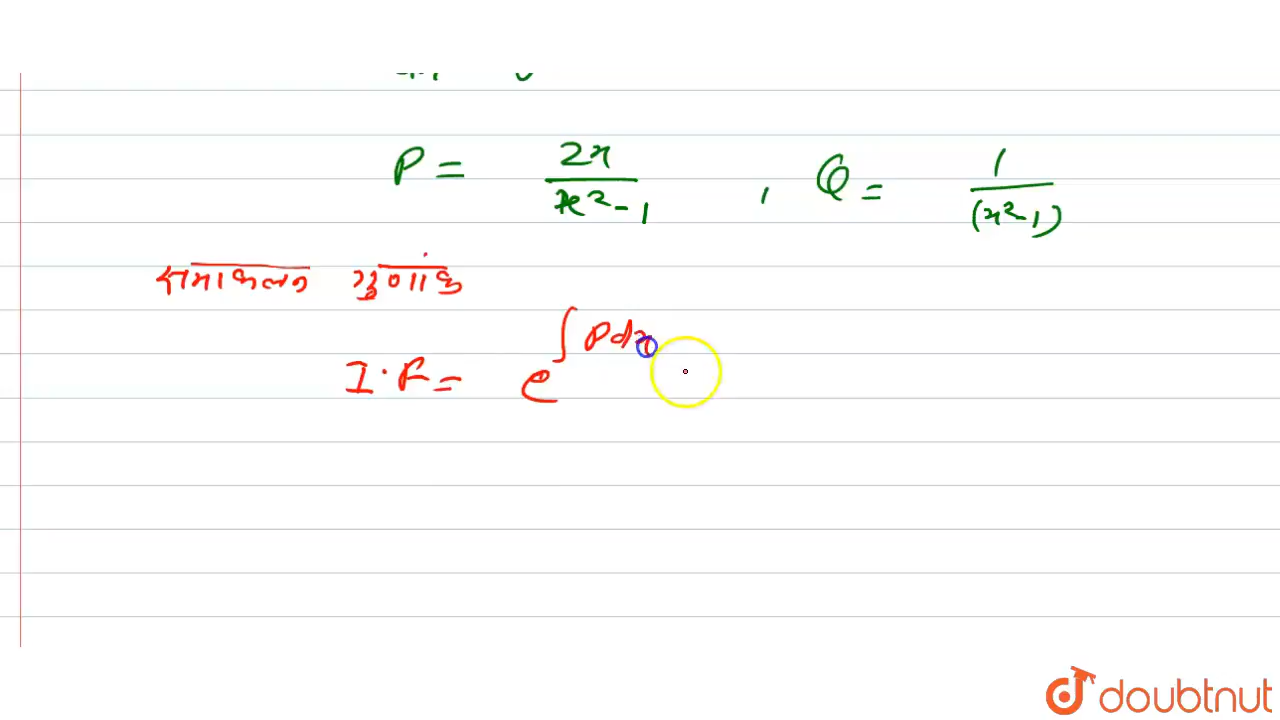 P = 2x / x²-1 , Q = 1 / (x²-1)
समाकलन गुणांक
I.F = e^∫Pdx
doubtnut